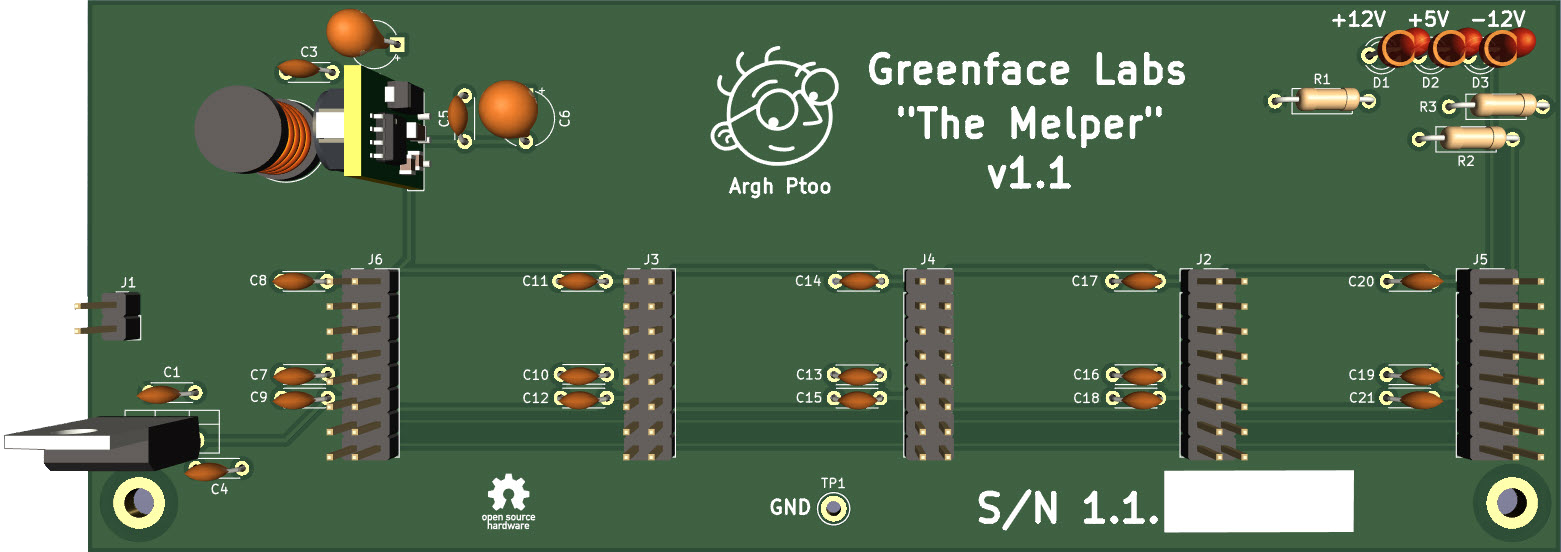 +12V +5V -12V
C3
D1 D2 D3
R1
R3
R2
C5
C6
+
+
Greenface Labs
"The Melper"
v1.1
Argh Ptoo
J6 J3 J4 J2 J5
C8 C11 C14 C17 C20
J1
C1
C7 C10 C13 C16 C19
C9 C12 C15 C18 C21
C4
open source
hardware
TP1
GND
S/N 1.1.